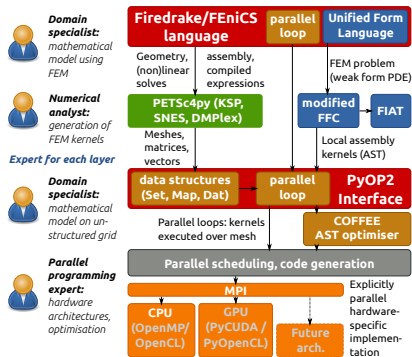 Domain
specialist:
mathematical
model using
FEM
Firedrake/FEniCS
language
parallel
loop
Unified Form
Language
Geometry,
(non)linear
solves
assembly,
compiled
expressions
FEM problem
(weak form PDE)
Numerical
analyst:
generation of
FEM kernels
PETSc4py (KSP,
SNES, DMPlex)
modified
FFC
FIAT
Meshes,
matrices,
vectors
Local assembly
kernels (AST)
Expert for each layer
Domain
specialist:
mathematical
model on un-
structured grid
data structures
(Set, Map, Dat)
parallel
loop
PyOP2
Interface
Parallel loops: kernels
executed over mesh
COFFEE
AST optimiser
Parallel scheduling, code generation
Parallel
programming
expert:
hardware
architectures,
optimisation
MPI
CPU
(OpenMP/
OpenCL)
GPU
(PyCUDA /
PyOpenCL)
Future
arch.
Explicitly
parallel
hardware-
specific
implemen-
tation